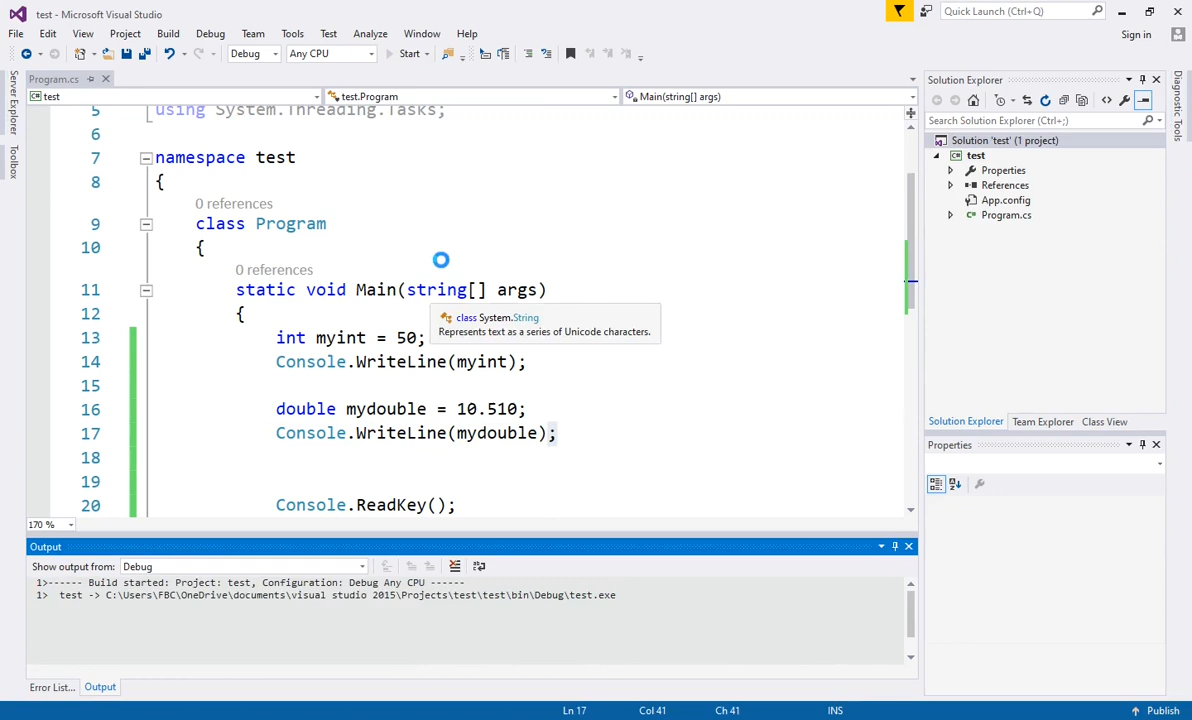 test - Microsoft Visual Studio
Quick Launch (Ctrl+Q)
File Edit View Project Build Debug Team Tools Test Analyze Window Help
Sign in
Debug Any CPU Start
Server Explorer
Toolbox
Program.cs
test test.Program Main(string[] args)
5 using System.Threading.Tasks;
6
7 namespace test
8 {
0 references
9 class Program
10 {
0 references
11 static void Main(string[] args)
12 {
class System.String
Represents text as a series of Unicode characters.
13 int myint = 50;
14 Console.WriteLine(myint);
15
16 double mydouble = 10.510;
17 Console.WriteLine(mydouble);
18
19
20 Console.ReadKey();
170 %
Output
Show output from: Debug
1>------ Build started: Project: test, Configuration: Debug Any CPU ------
1> test -> C:\Users\FBC\OneDrive\documents\visual studio 2015\Projects\test\test\bin\Debug\test.exe
Error List... Output
Solution Explorer
Search Solution Explorer (Ctrl+;)
Solution 'test' (1 project)
test
Properties
References
App.config
Program.cs
Solution Explorer Team Explorer Class View
Properties
Diagnostic Tools
Ln 17 Col 41 Ch 41 INS Publish